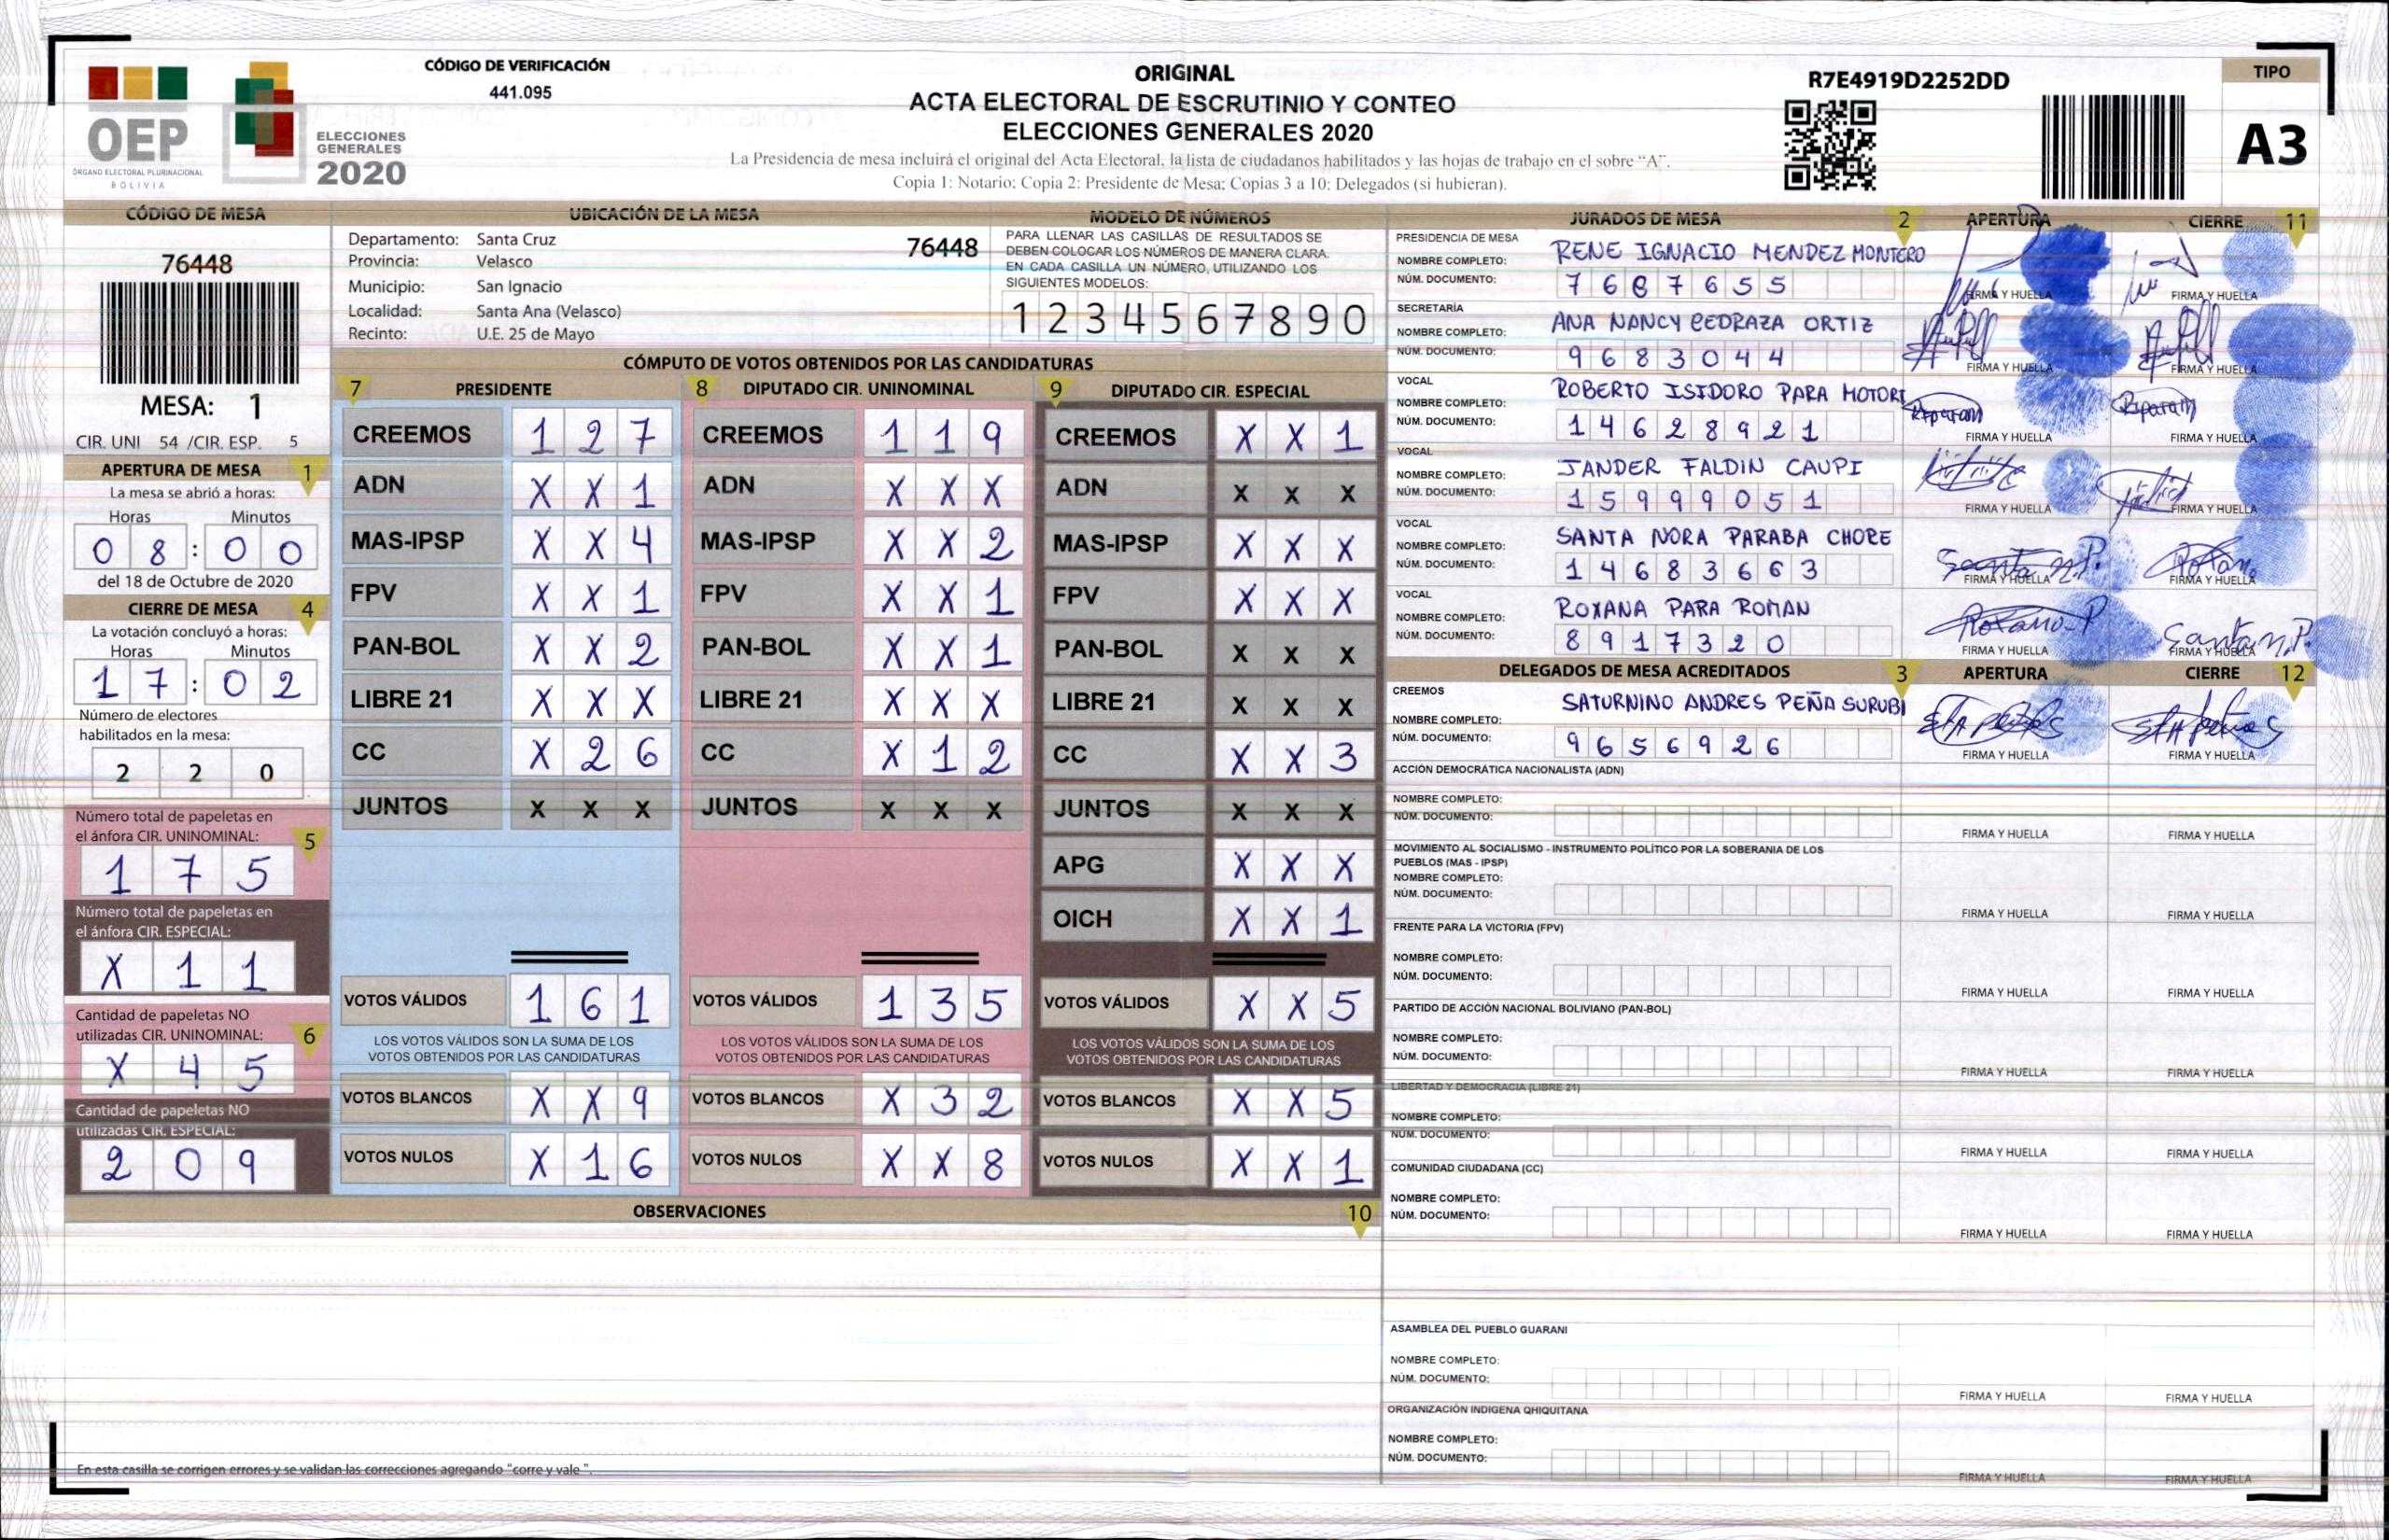 CÓDIGO DE VERIFICACIÓN
441.095
OEP
ÓRGANO ELECTORAL PLURINACIONAL
BOLIVIA
ELECCIONES
GENERALES
2020
ORIGINAL
ACTA ELECTORAL DE ESCRUTINIO Y CONTEO
ELECCIONES GENERALES 2020
La Presidencia de mesa incluirá el original del Acta Electoral, la lista de ciudadanos habilitados y las hojas de trabajo en el sobre “A”.
Copia 1: Notario; Copia 2: Presidente de Mesa; Copias 3 a 10: Delegados (si hubieran).
R7E4919D2252DD
TIPO
A3
CÓDIGO DE MESA
76448
MESA: 1
CIR. UNI 54 /CIR. ESP. 5
APERTURA DE MESA 1
La mesa se abrió a horas:
Horas Minutos
0 8 : 0 0
del 18 de Octubre de 2020
CIERRE DE MESA 4
La votación concluyó a horas:
Horas Minutos
1 7 : 0 2
Número de electores
habilitados en la mesa:
2 2 0
Número total de papeletas en
el ánfora CIR. UNINOMINAL: 5
1 7 5
Número total de papeletas en
el ánfora CIR. ESPECIAL:
X 1 1
Cantidad de papeletas NO
utilizadas CIR. UNINOMINAL: 6
X 4 5
Cantidad de papeletas NO
utilizadas CIR. ESPECIAL:
2 0 9
UBICACIÓN DE LA MESA
Departamento: Santa Cruz 76448
Provincia: Velasco
Municipio: San Ignacio
Localidad: Santa Ana (Velasco)
Recinto: U.E. 25 de Mayo
MODELO DE NÚMEROS
PARA LLENAR LAS CASILLAS DE RESULTADOS SE
DEBEN COLOCAR LOS NÚMEROS DE MANERA CLARA.
EN CADA CASILLA UN NÚMERO, UTILIZANDO LOS
SIGUIENTES MODELOS:
1 2 3 4 5 6 7 8 9 0
CÓMPUTO DE VOTOS OBTENIDOS POR LAS CANDIDATURAS
7 PRESIDENTE
CREEMOS 1 2 7
ADN X X 1
MAS-IPSP X X 4
FPV X X 1
PAN-BOL X X 2
LIBRE 21 X X X
CC X 2 6
JUNTOS X X X
VOTOS VÁLIDOS 1 6 1
LOS VOTOS VÁLIDOS SON LA SUMA DE LOS
VOTOS OBTENIDOS POR LAS CANDIDATURAS
VOTOS BLANCOS X X 9
VOTOS NULOS X 1 6
8 DIPUTADO CIR. UNINOMINAL
CREEMOS 1 1 9
ADN X X X
MAS-IPSP X X 2
FPV X X 1
PAN-BOL X X 1
LIBRE 21 X X X
CC X 1 2
JUNTOS X X X
VOTOS VÁLIDOS 1 3 5
LOS VOTOS VÁLIDOS SON LA SUMA DE LOS
VOTOS OBTENIDOS POR LAS CANDIDATURAS
VOTOS BLANCOS X 3 2
VOTOS NULOS X X 8
9 DIPUTADO CIR. ESPECIAL
CREEMOS X X 1
ADN X X X
MAS-IPSP X X X
FPV X X X
PAN-BOL X X X
LIBRE 21 X X X
CC X X 3
JUNTOS X X X
APG X X X
OICH X X 1
VOTOS VÁLIDOS X X 5
LOS VOTOS VÁLIDOS SON LA SUMA DE LOS
VOTOS OBTENIDOS POR LAS CANDIDATURAS
VOTOS BLANCOS X X 5
VOTOS NULOS X X 1
OBSERVACIONES 10
En esta casilla se corrigen errores y se validan las correcciones agregando "corre y vale ".
JURADOS DE MESA 2 APERTURA CIERRE 11
PRESIDENCIA DE MESA
NOMBRE COMPLETO: RENE IGNACIO MENDEZ MONTERO
NÚM. DOCUMENTO: 7 6 8 7 6 5 5
FIRMA Y HUELLA FIRMA Y HUELLA
SECRETARÍA
NOMBRE COMPLETO: ANA NANCY PEDRAZA ORTIZ
NÚM. DOCUMENTO: 9 6 8 3 0 4 4
FIRMA Y HUELLA FIRMA Y HUELLA
VOCAL
NOMBRE COMPLETO: ROBERTO ISIDORO PARA MOTORE
NÚM. DOCUMENTO: 1 4 6 2 8 9 2 1
FIRMA Y HUELLA FIRMA Y HUELLA
VOCAL
NOMBRE COMPLETO: JANDER FALDIN CAUPI
NÚM. DOCUMENTO: 1 5 9 9 9 0 5 1
FIRMA Y HUELLA FIRMA Y HUELLA
VOCAL
NOMBRE COMPLETO: SANTA NORA PARABA CHORE
NÚM. DOCUMENTO: 1 4 6 8 3 6 6 3
FIRMA Y HUELLA FIRMA Y HUELLA
VOCAL
NOMBRE COMPLETO: ROXANA PARA ROMAN
NÚM. DOCUMENTO: 8 9 1 7 3 2 0
FIRMA Y HUELLA FIRMA Y HUELLA
DELEGADOS DE MESA ACREDITADOS 3 APERTURA CIERRE 12
CREEMOS
NOMBRE COMPLETO: SATURNINO ANDRES PEÑA SURUBI
NÚM. DOCUMENTO: 9 6 5 6 9 2 6
FIRMA Y HUELLA FIRMA Y HUELLA
ACCIÓN DEMOCRÁTICA NACIONALISTA (ADN)
NOMBRE COMPLETO:
NÚM. DOCUMENTO:
FIRMA Y HUELLA FIRMA Y HUELLA
MOVIMIENTO AL SOCIALISMO - INSTRUMENTO POLÍTICO POR LA SOBERANIA DE LOS
PUEBLOS (MAS - IPSP)
NOMBRE COMPLETO:
NÚM. DOCUMENTO:
FIRMA Y HUELLA FIRMA Y HUELLA
FRENTE PARA LA VICTORIA (FPV)
NOMBRE COMPLETO:
NÚM. DOCUMENTO:
FIRMA Y HUELLA FIRMA Y HUELLA
PARTIDO DE ACCIÓN NACIONAL BOLIVIANO (PAN-BOL)
NOMBRE COMPLETO:
NÚM. DOCUMENTO:
FIRMA Y HUELLA FIRMA Y HUELLA
LIBERTAD Y DEMOCRACIA (LIBRE 21)
NOMBRE COMPLETO:
NÚM. DOCUMENTO:
FIRMA Y HUELLA FIRMA Y HUELLA
COMUNIDAD CIUDADANA (CC)
NOMBRE COMPLETO:
NÚM. DOCUMENTO:
FIRMA Y HUELLA FIRMA Y HUELLA
ASAMBLEA DEL PUEBLO GUARANI
NOMBRE COMPLETO:
NÚM. DOCUMENTO:
FIRMA Y HUELLA FIRMA Y HUELLA
ORGANIZACIÓN INDIGENA QHIQUITANA
NOMBRE COMPLETO:
NÚM. DOCUMENTO:
FIRMA Y HUELLA FIRMA Y HUELLA